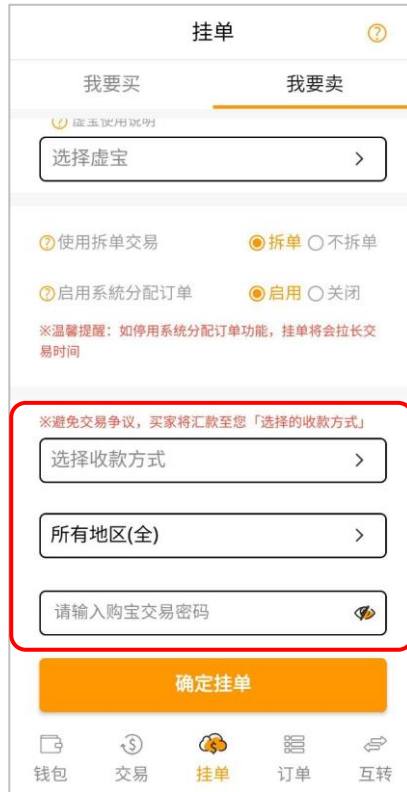 挂单
我要买 我要卖
虚宝使用说明
选择虚宝
使用拆单交易 拆单 不拆单
启用系统分配订单 启用 关闭
※温馨提醒：如停用系统分配订单功能，挂单将会拉长交
易时间
※避免交易争议，买家将汇款至您「选择的收款方式」
选择收款方式
所有地区(全)
请输入购宝交易密码
确定挂单
钱包 交易 挂单 订单 互转